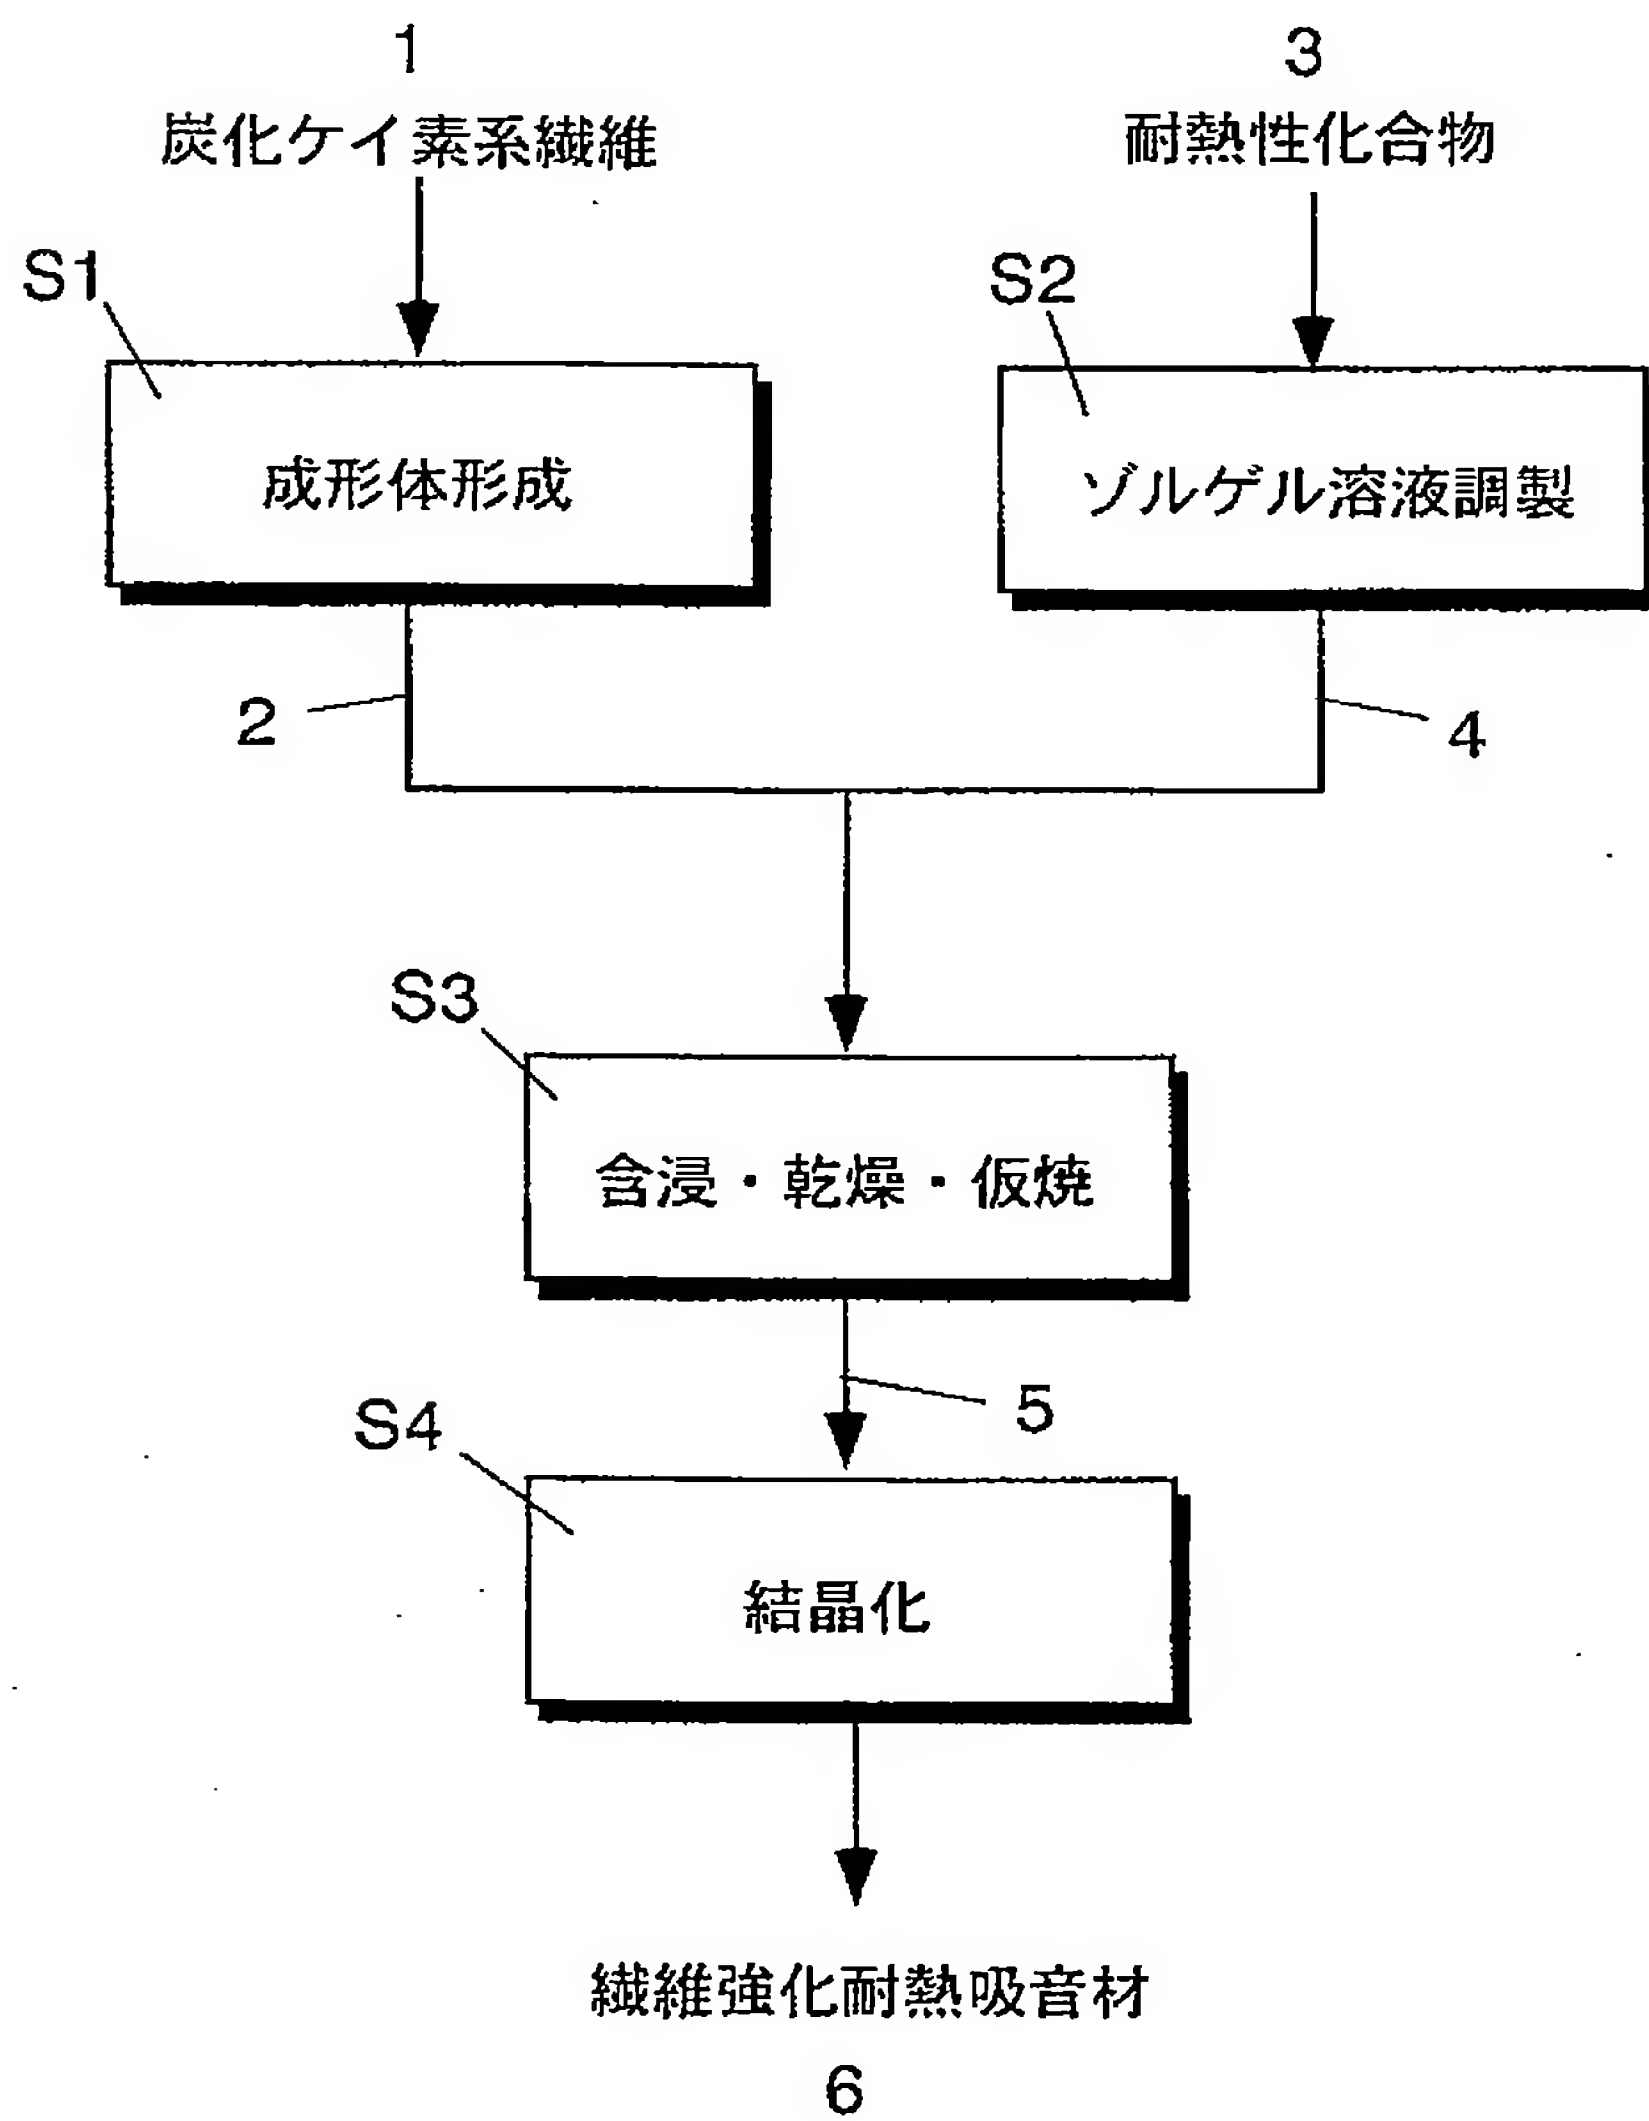 1
炭化ケイ素系繊維
3
耐熱性化合物
S1
成形体形成
S2
ゾルゲル溶液調製
2
4
S3
含浸・乾燥・仮焼
5
S4
結晶化
繊維強化耐熱吸音材
6